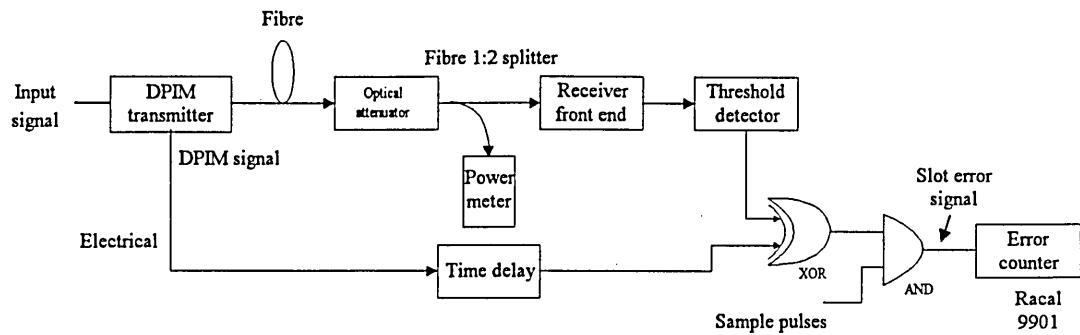 Fibre
Fibre 1:2 splitter
Input
signal
DPIM
transmitter
Optical
attenuator
Receiver
front end
Threshold
detector
DPIM signal
Power
meter
Slot error
signal
Electrical
Time delay
XOR
AND
Error
counter
Sample pulses
Racal
9901